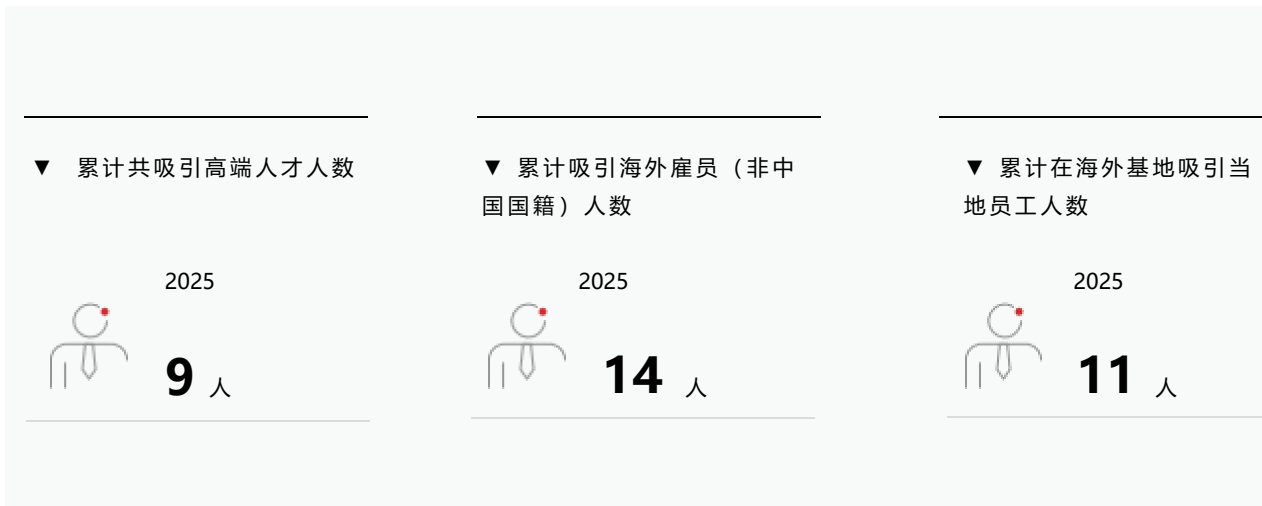 ▼ 累计共吸引高端人才人数
2025
9 人
▼ 累计吸引海外雇员（非中
国国籍）人数
2025
14 人
▼ 累计在海外基地吸引当
地员工人数
2025
11 人